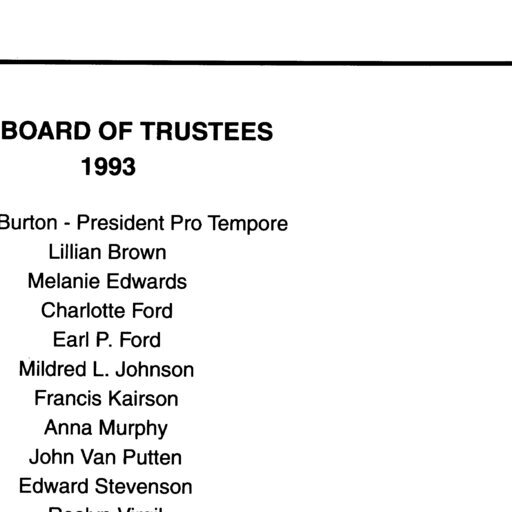 BOARD OF TRUSTEES
1993
Burton - President Pro Tempore
Lillian Brown
Melanie Edwards
Charlotte Ford
Earl P. Ford
Mildred L. Johnson
Francis Kairson
Anna Murphy
John Van Putten
Edward Stevenson